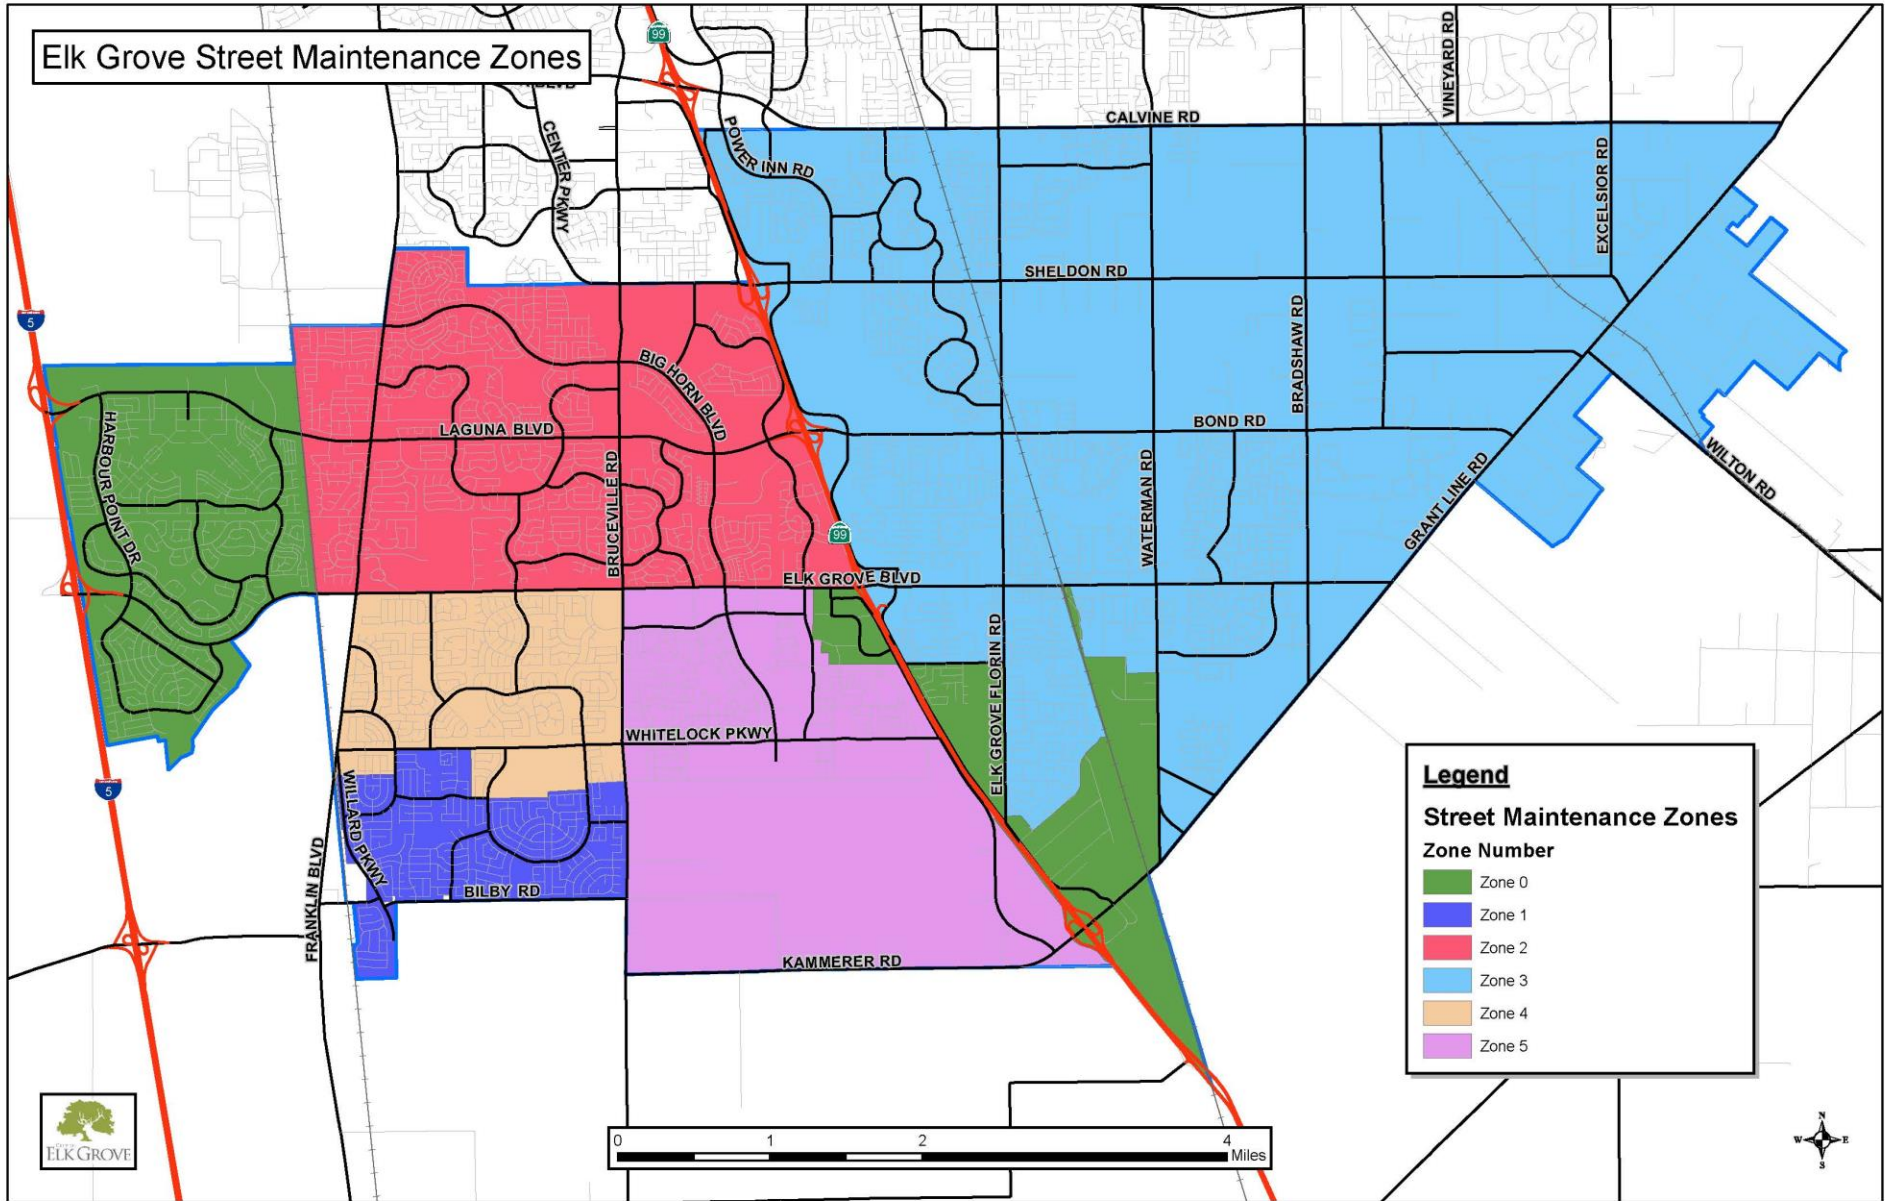 Elk Grove Street Maintenance Zones
99
BLVD
CENTER PKWY
POWER INN RD
CALVINE RD
VINEYARD RD
EXCELSIOR RD
5
SHELDON RD
BRADSHAW RD
BIG HORN BLVD
HARBOUR POINT DR
LAGUNA BLVD
BOND RD
BRUCEVILLE RD
WATERMAN RD
GRANT LINE RD
WILTON RD
99
ELK GROVE BLVD
ELK GROVE FLORIN RD
WHITELOCK PKWY
5
WILLARD PKWY
FRANKLIN BLVD
BILBY RD
KAMMERER RD
Legend
Street Maintenance Zones
Zone Number
Zone 0
Zone 1
Zone 2
Zone 3
Zone 4
Zone 5
ELK GROVE
0 1 2 4
Miles
N
W E
S